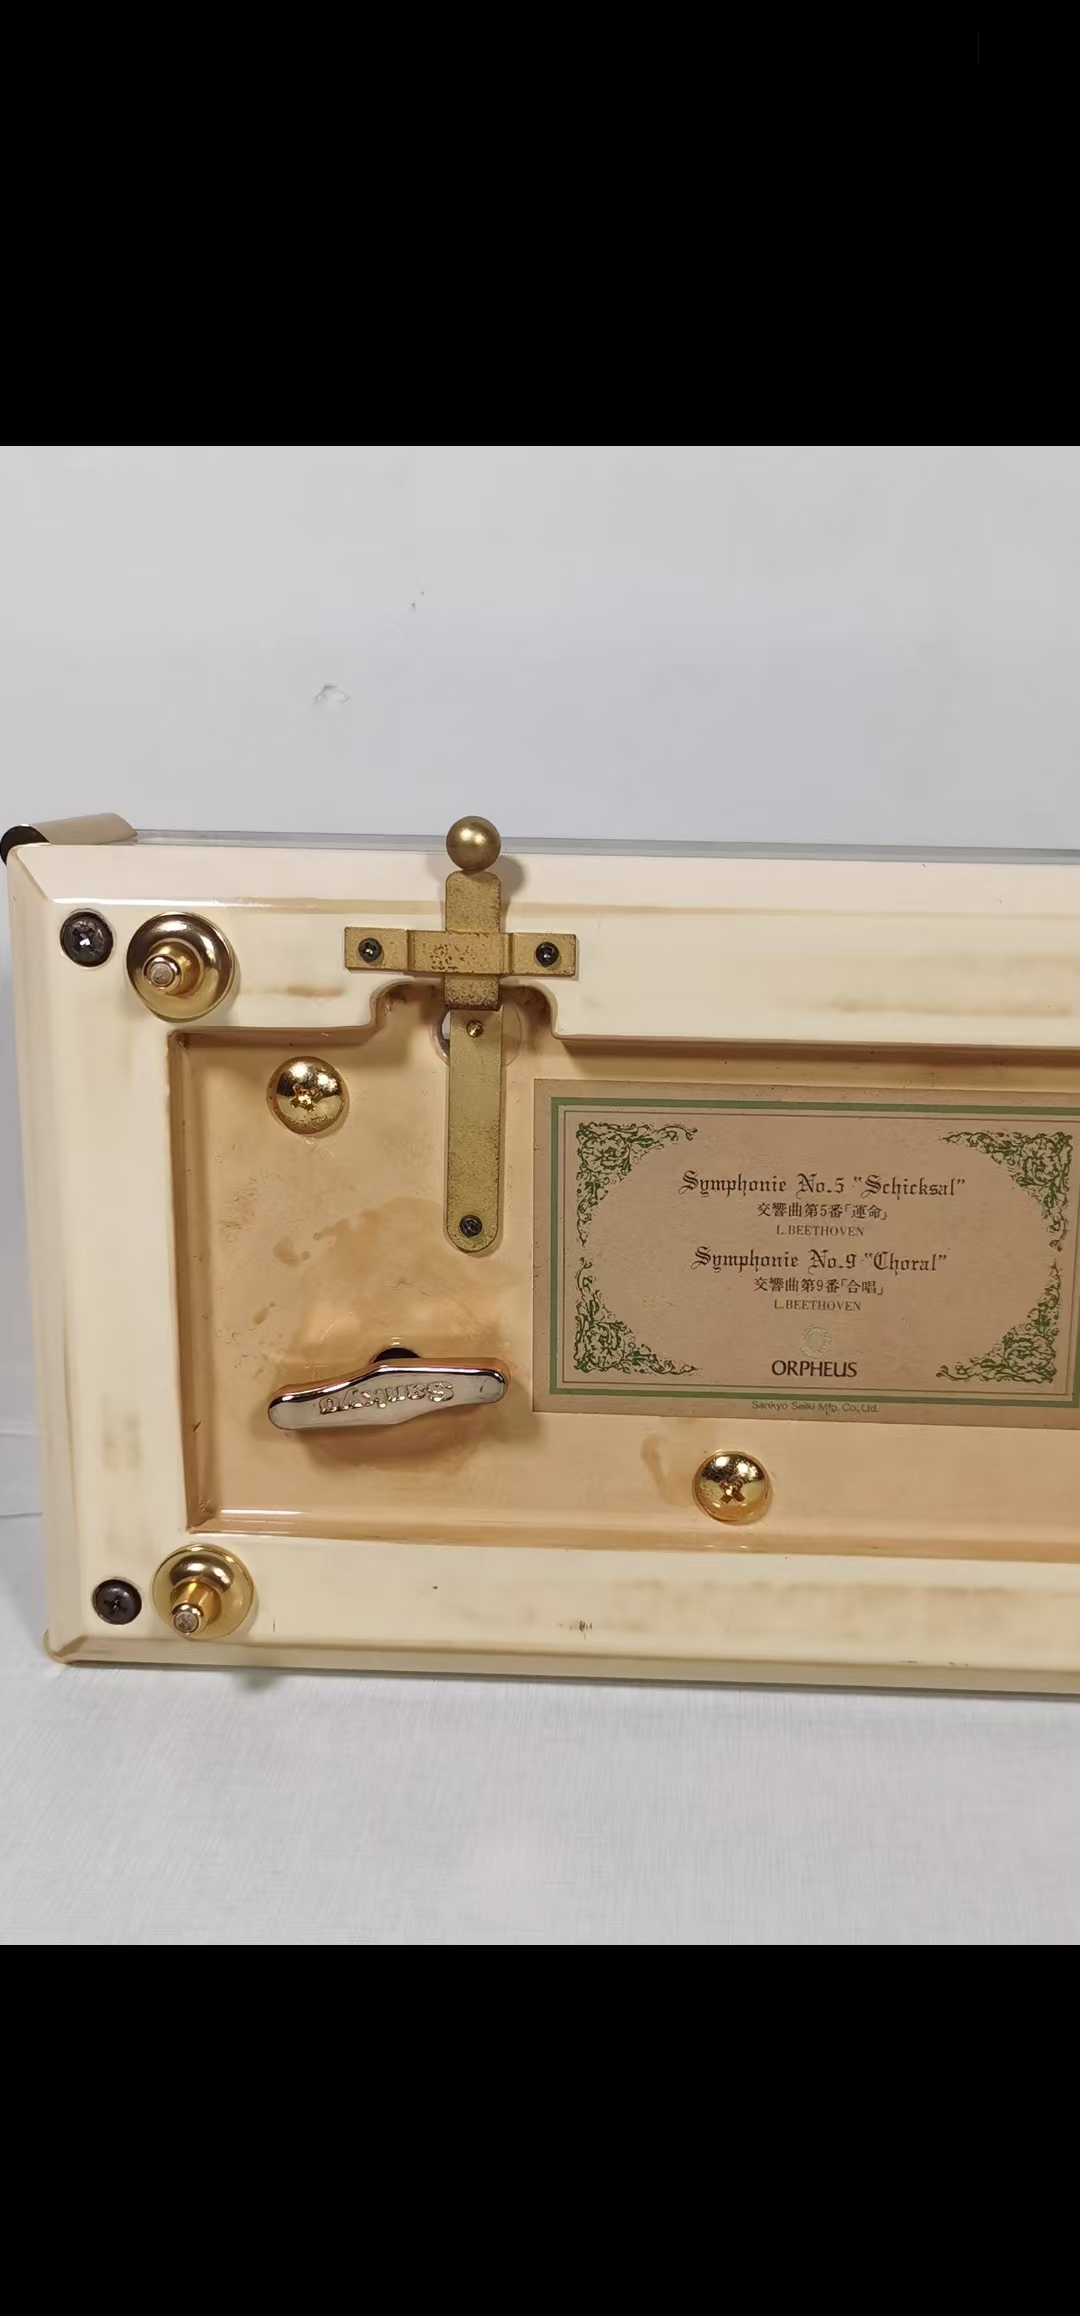 Symphonie No.5 "Schicksal"
交響曲第5番「運命」
L.BEETHOVEN
Symphonie No.9 "Choral"
交響曲第9番「合唱」
L.BEETHOVEN
ORPHEUS
Sankyo Seiki Mfg. Co., Ltd.
Sankyo